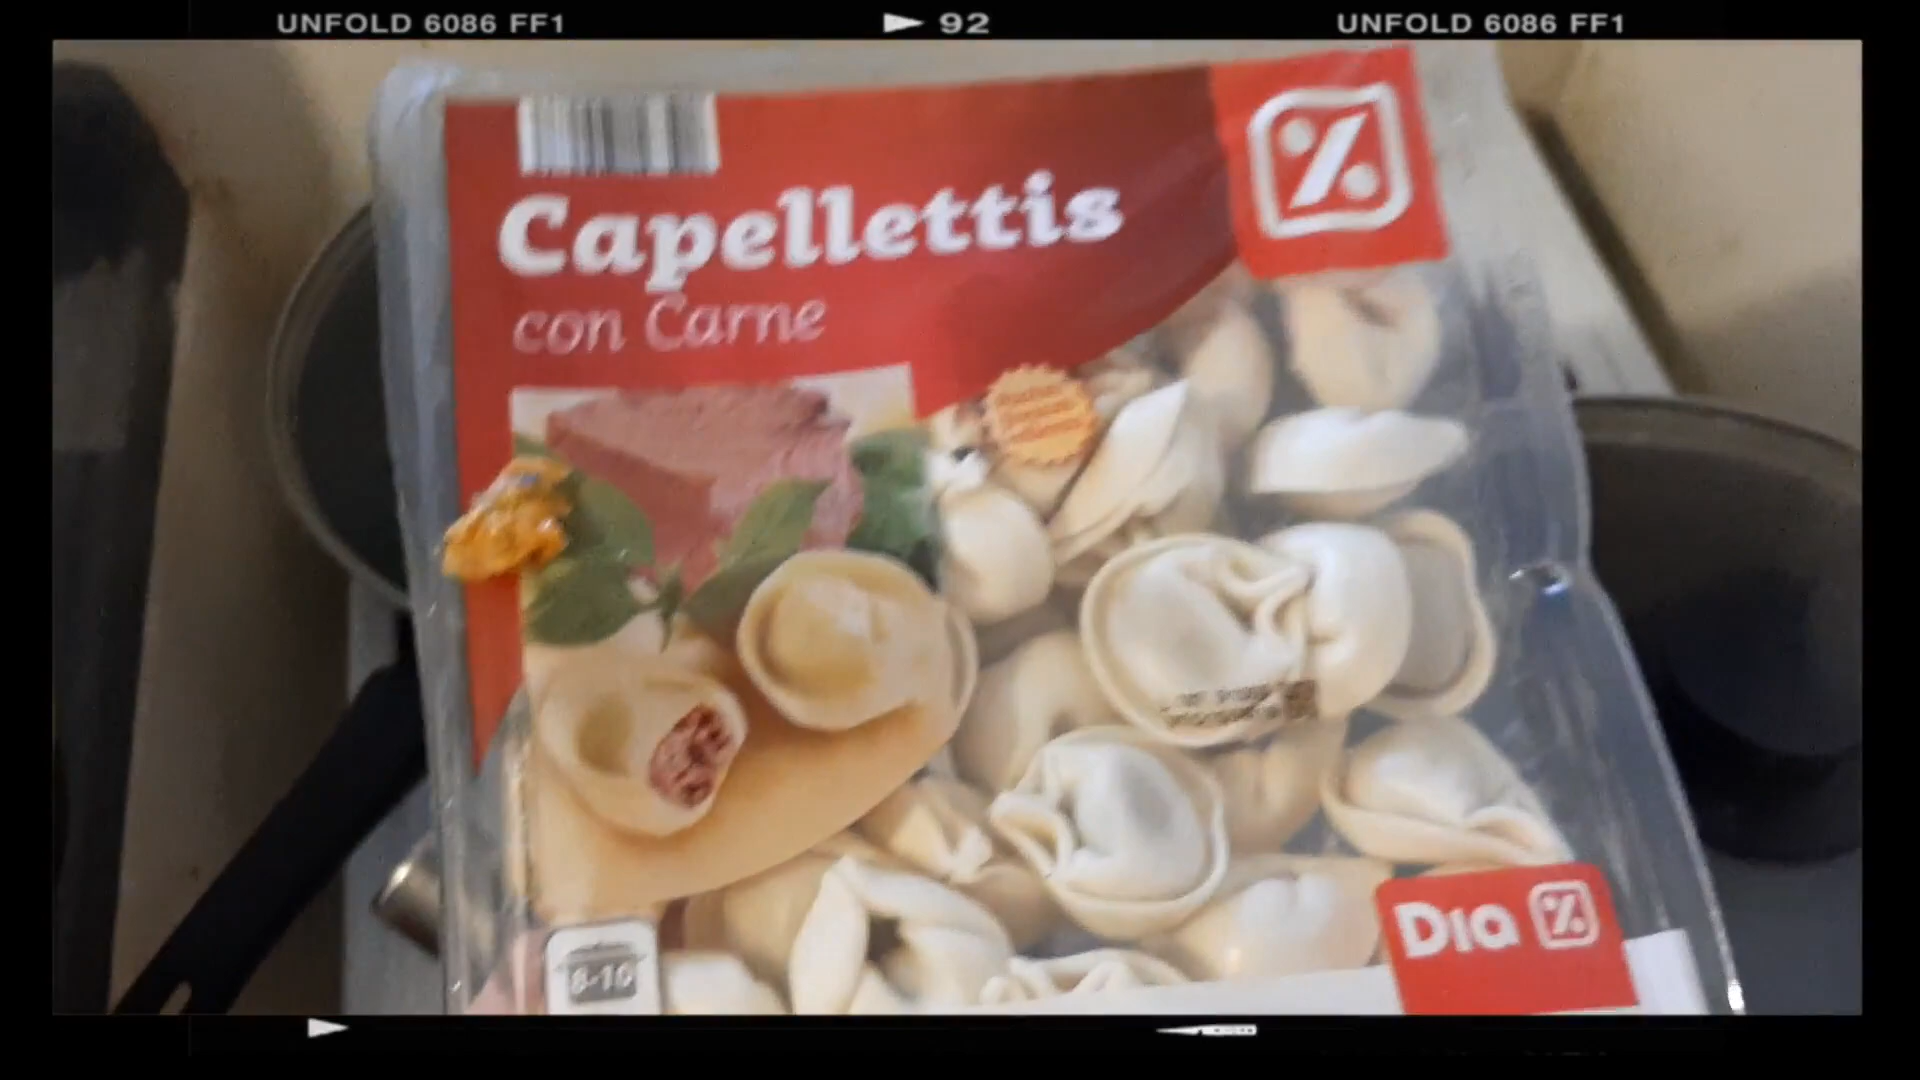 UNFOLD 6086 FF1
92
UNFOLD 6086 FF1
Capellettis
con Carne
8-10
Dia